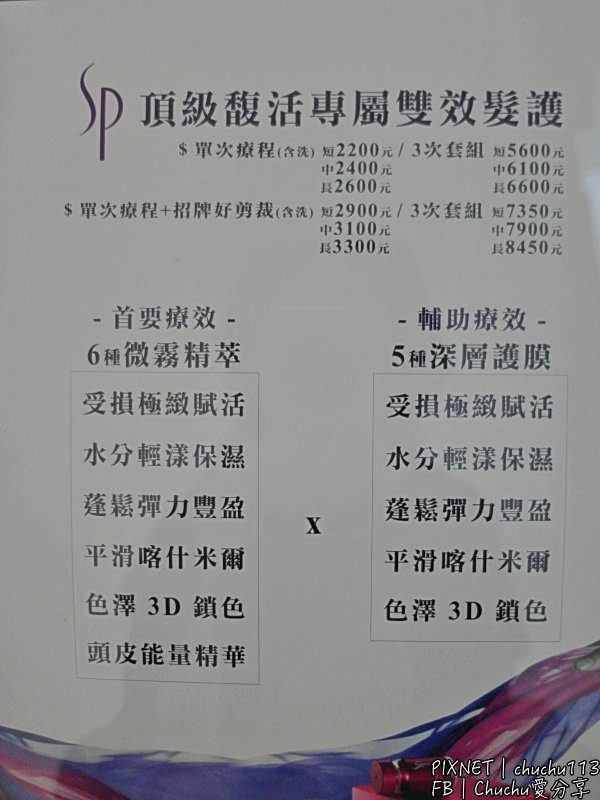 Sp 頂級馥活專屬雙效髮護
$ 單次療程(含洗) 短2200元 / 3次套組 短5600元
中2400元 中6100元
長2600元 長6600元
$ 單次療程+招牌好剪裁(含洗) 短2900元 / 3次套組 短7350元
中3100元 中7900元
長3300元 長8450元
- 首要療效 -
6種微霧精萃
受損極緻賦活
水分輕漾保濕
蓬鬆彈力豐盈
平滑喀什米爾
色澤 3D 鎖色
頭皮能量精華
x
- 輔助療效 -
5種深層護膜
受損極緻賦活
水分輕漾保濕
蓬鬆彈力豐盈
平滑喀什米爾
色澤 3D 鎖色
PIXNET | chuchu113
FB | Chuchu愛分享